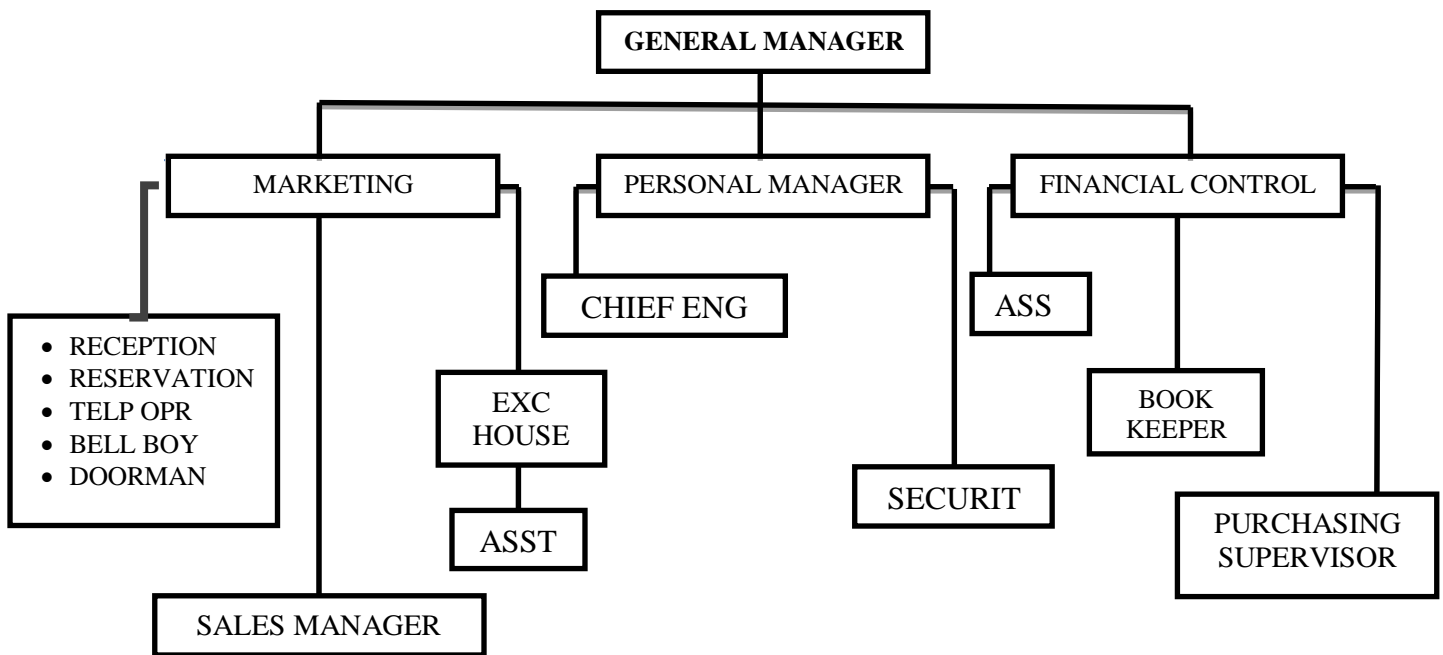 GENERAL MANAGER
MARKETING
PERSONAL MANAGER
FINANCIAL CONTROL
CHIEF ENG
ASS
• RECEPTION
• RESERVATION
• TELP OPR
• BELL BOY
• DOORMAN
EXC
HOUSE
BOOK
KEEPER
SECURIT
ASST
PURCHASING
SUPERVISOR
SALES MANAGER